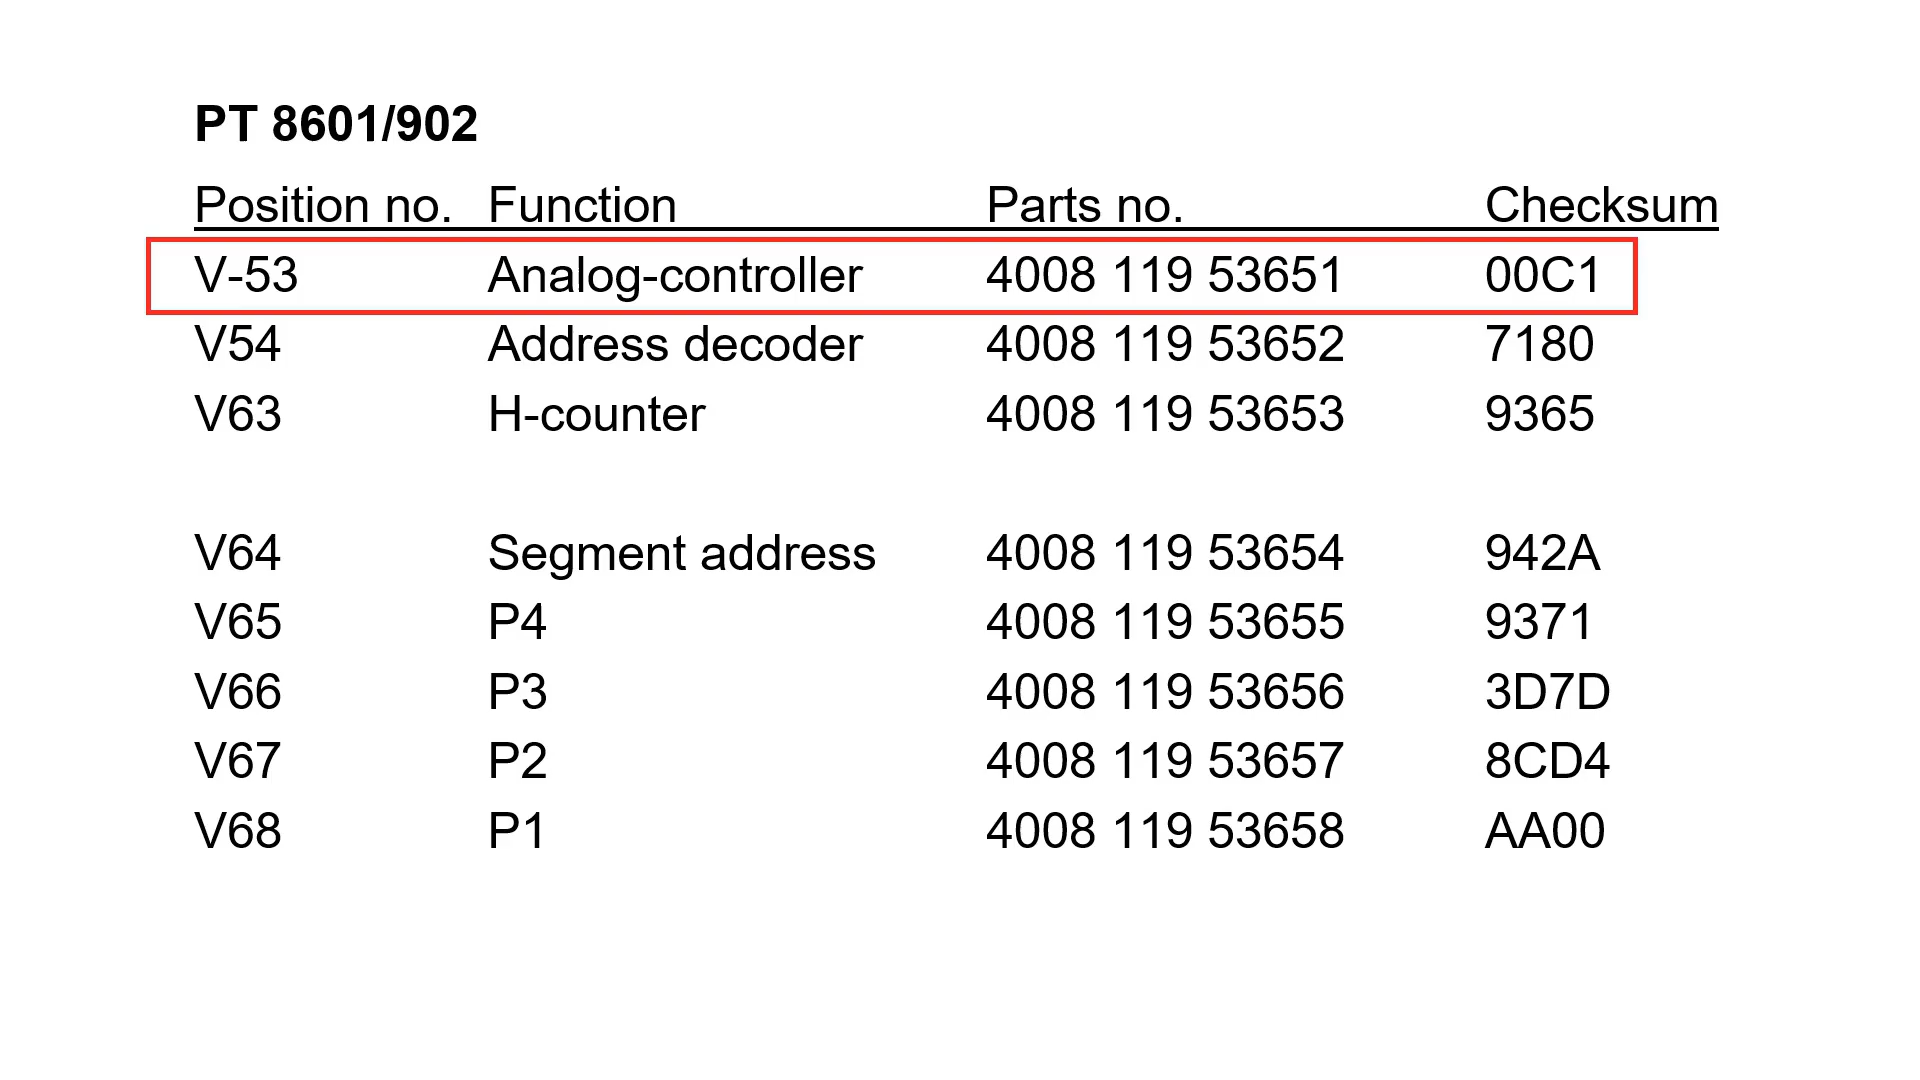 PT 8601/902
Position no. Function Parts no. Checksum
V-53 Analog-controller 4008 119 53651 00C1
V54 Address decoder 4008 119 53652 7180
V63 H-counter 4008 119 53653 9365
V64 Segment address 4008 119 53654 942A
V65 P4 4008 119 53655 9371
V66 P3 4008 119 53656 3D7D
V67 P2 4008 119 53657 8CD4
V68 P1 4008 119 53658 AA00